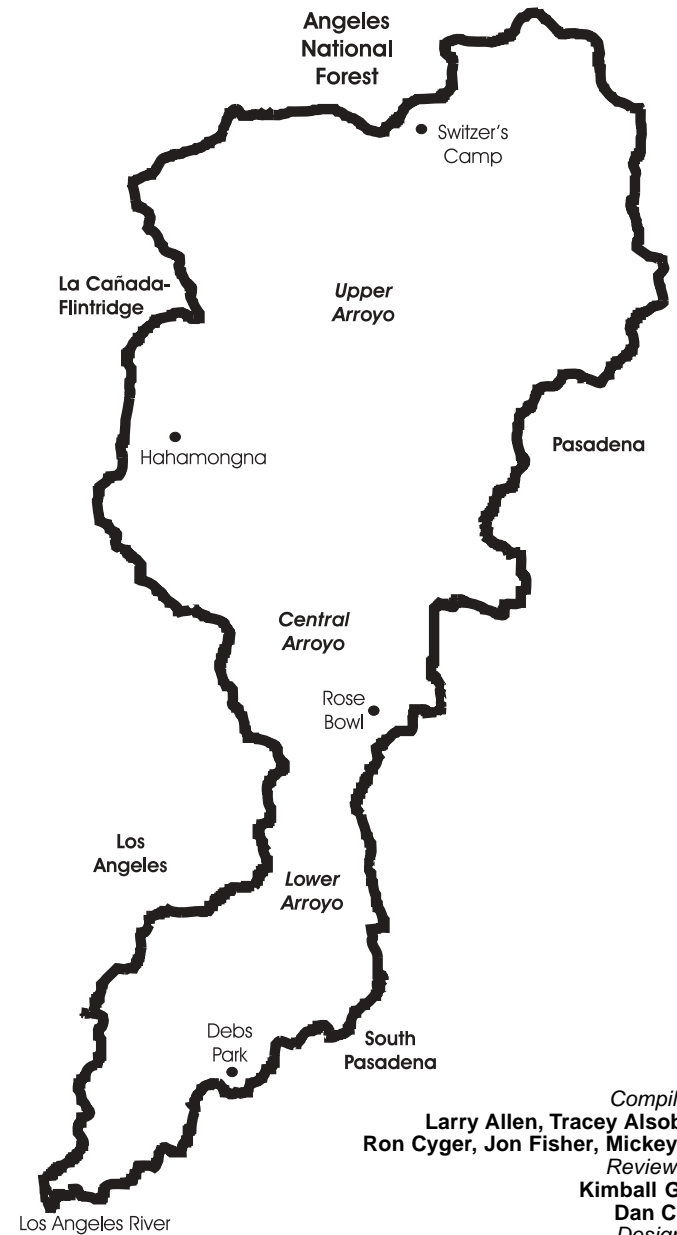 Angeles
National
Forest
Switzer's
Camp
La Cañada-
Flintridge
Upper
Arroyo
Hahamongna
Pasadena
Central
Arroyo
Rose
Bowl
Los
Angeles
Lower
Arroyo
Debs
Park
South
Pasadena
Larry Allen, Tracey
Ron Cyger, Jon Fisher, Mickey
Kimball
Dan
Los Angeles River